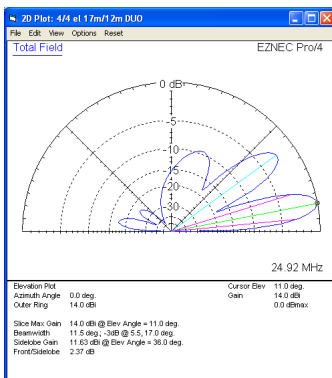 2D Plot: 4/4 el 17m/12m DUO
File Edit View Options Reset
Total Field EZNEC Pro/4
0 dB
-5
-10
-15
-20
-30
24.92 MHz
Elevation Plot Cursor Elev 11.0 deg.
Azimuth Angle 0.0 deg. Gain 14.0 dBi
Outer Ring 14.0 dBi 0.0 dBmax
Slice Max Gain 14.0 dBi @ Elev Angle = 11.0 deg.
Beamwidth 11.5 deg.; -3dB @ 5.5, 17.0 deg.
Sidelobe Gain 11.63 dBi @ Elev Angle = 36.0 deg.
Front/Sidelobe 2.37 dB